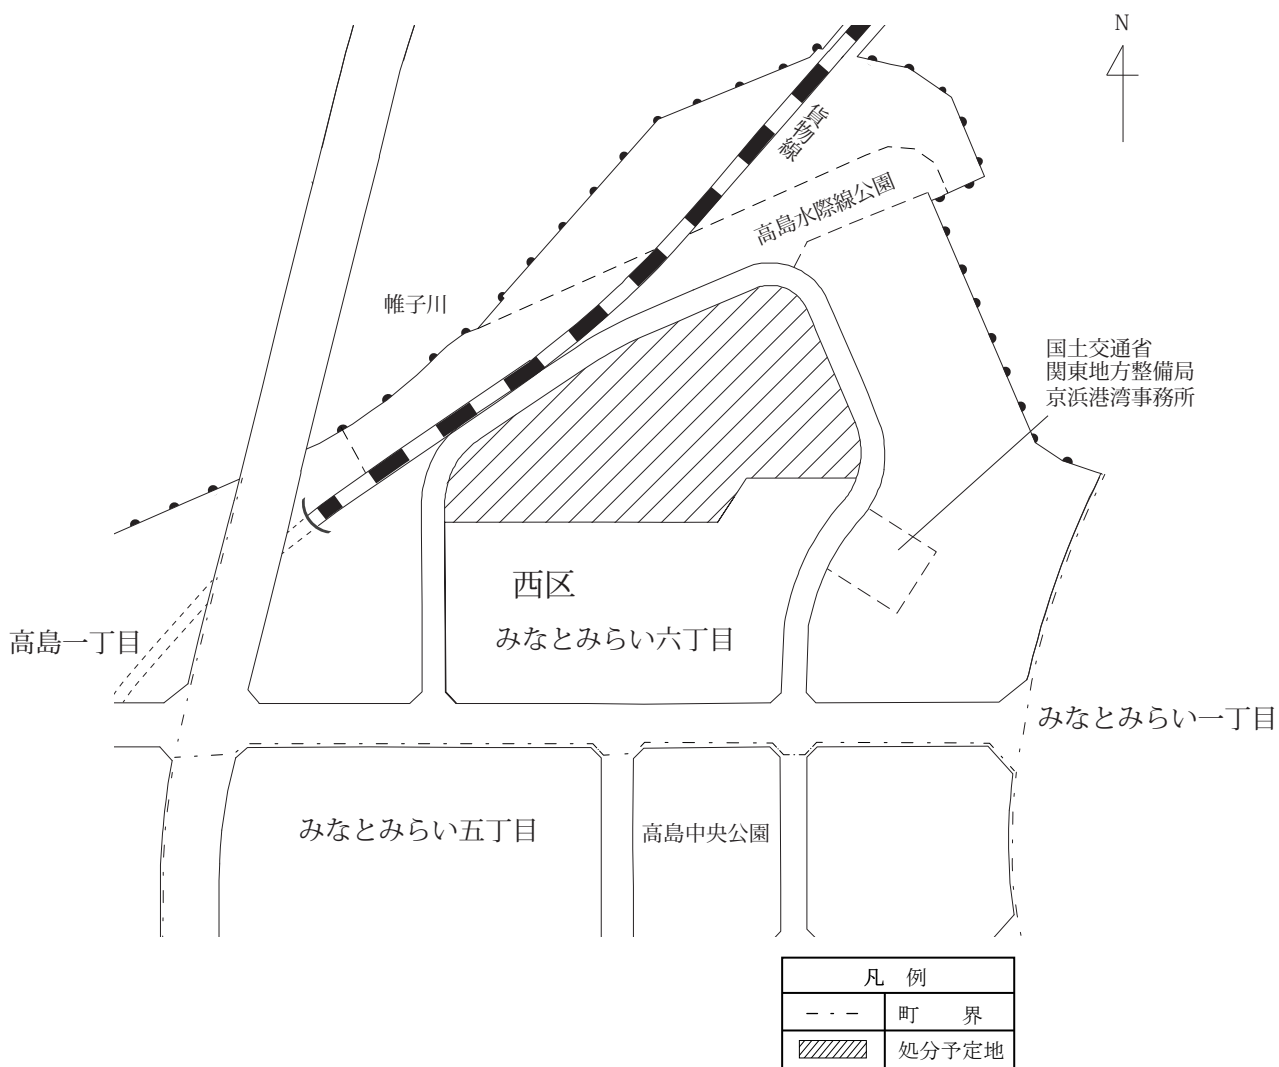 N
貨物線
高島水際線公園
帷子川
国土交通省
関東地方整備局
京浜港湾事務所
西区
みなとみらい六丁目
高島一丁目
みなとみらい一丁目
みなとみらい五丁目
高島中央公園
凡 例
町 界
処分予定地